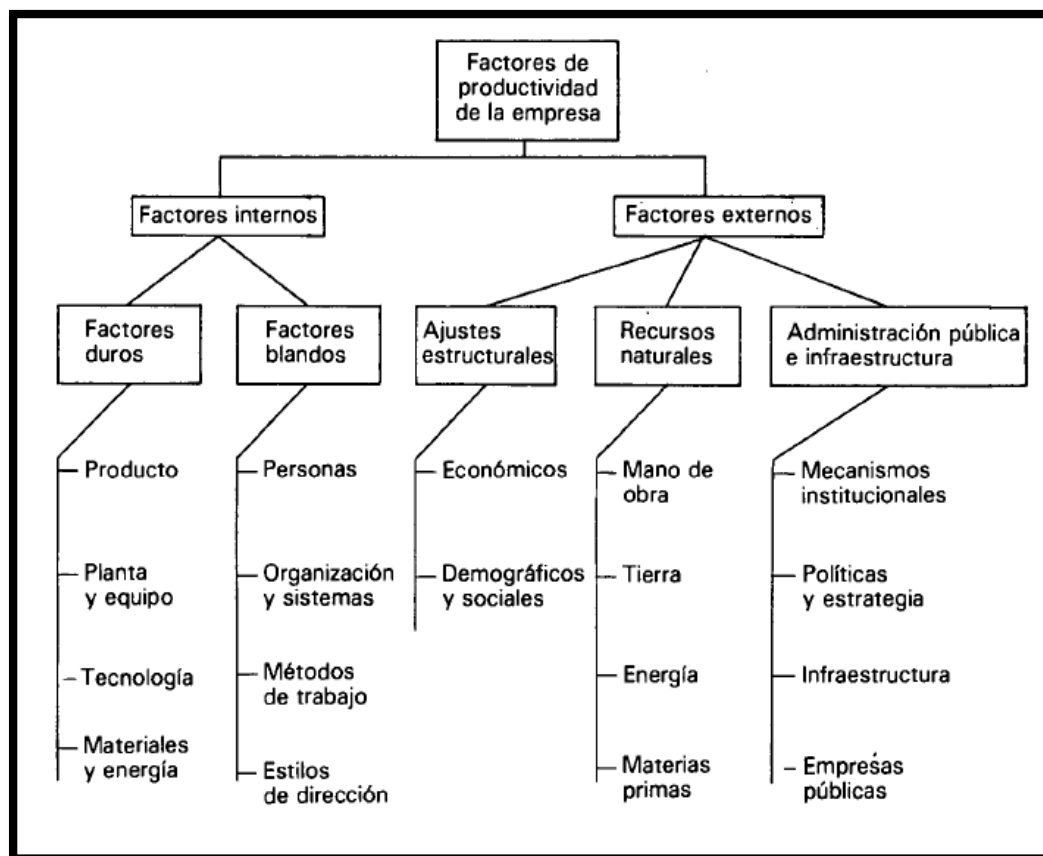 Factores de
productividad
de la empresa
Factores internos
Factores externos
Factores
duros
Factores
blandos
Ajustes
estructurales
Recursos
naturales
Administración pública
e infraestructura
Producto
Planta
y equipo
Tecnología
Materiales
y energía
Personas
Organización
y sistemas
Métodos
de trabajo
Estilos
de dirección
Económicos
Demográficos
y sociales
Mano de
obra
Tierra
Energía
Materias
primas
Mecanismos
institucionales
Políticas
y estrategia
Infraestructura
Empresas
públicas